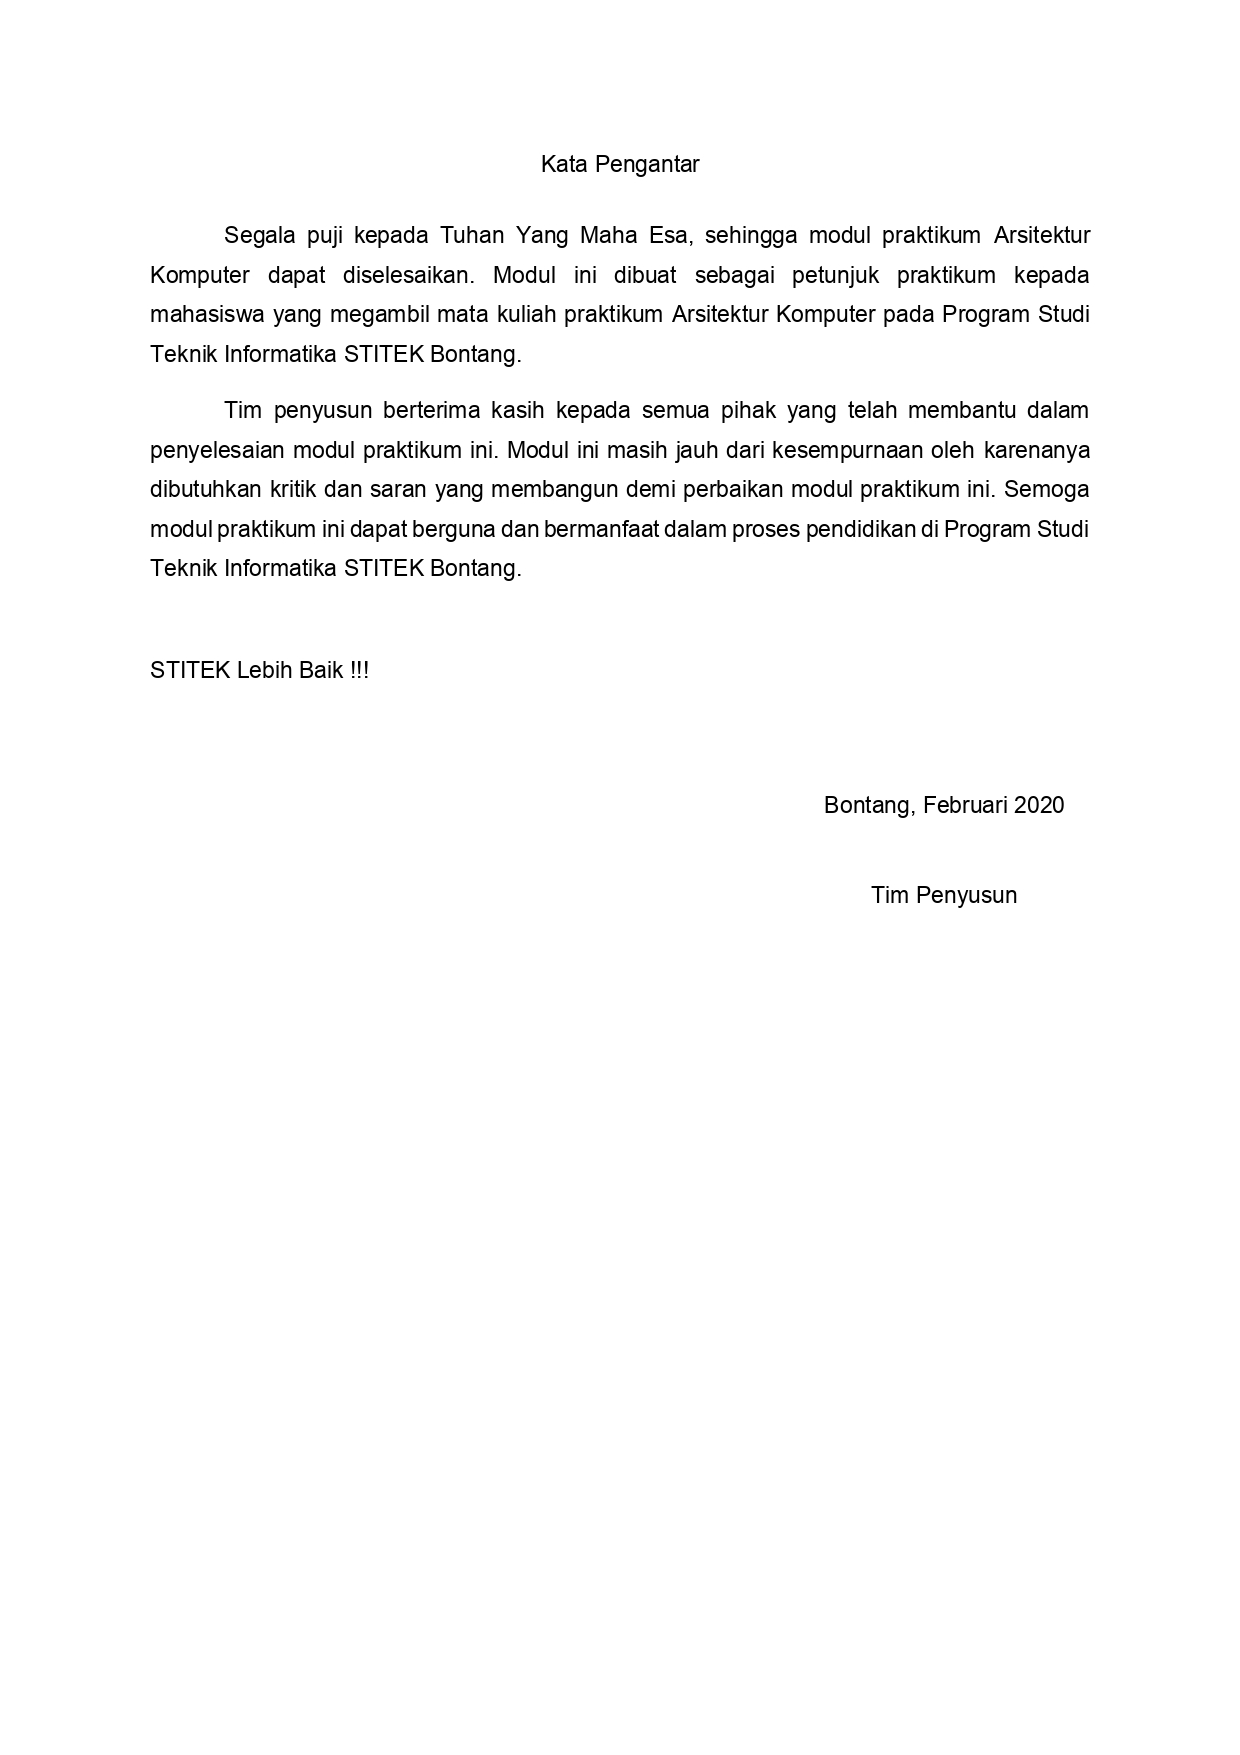 Kata Pengantar
Segala puji kepada Tuhan Yang Maha Esa, sehingga modul praktikum Arsitektur
Komputer dapat diselesaikan. Modul ini dibuat sebagai petunjuk praktikum kepada
mahasiswa yang megambil mata kuliah praktikum Arsitektur Komputer pada Program Studi
Teknik Informatika STITEK Bontang.
Tim penyusun berterima kasih kepada semua pihak yang telah membantu dalam
penyelesaian modul praktikum ini. Modul ini masih jauh dari kesempurnaan oleh karenanya
dibutuhkan kritik dan saran yang membangun demi perbaikan modul praktikum ini. Semoga
modul praktikum ini dapat berguna dan bermanfaat dalam proses pendidikan di Program Studi
Teknik Informatika STITEK Bontang.
STITEK Lebih Baik !!!
Bontang, Februari 2020
Tim Penyusun